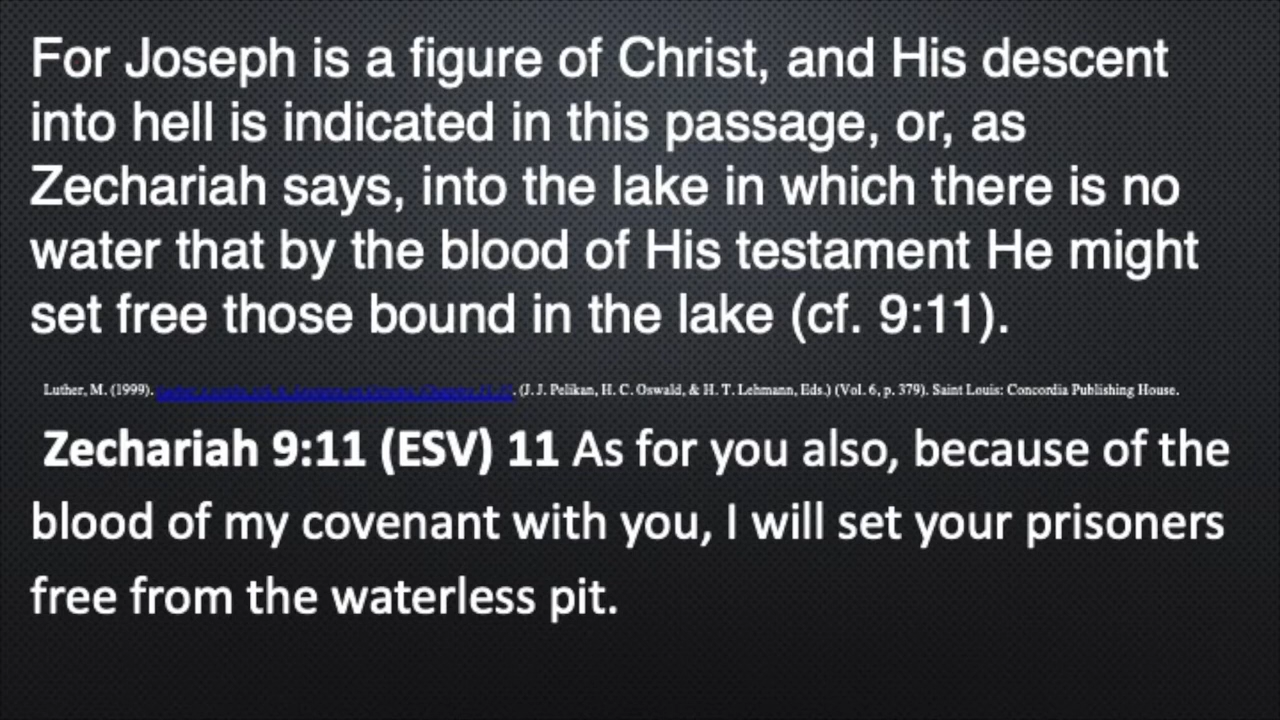 For Joseph is a figure of Christ, and His descent
into hell is indicated in this passage, or, as
Zechariah says, into the lake in which there is no
water that by the blood of His testament He might
set free those bound in the lake (cf. 9:11).
Luther, M. (1999). . (J. J. Pelikan, H. C. Oswald, & H. T. Lehmann, Eds.) (Vol. 6, p. 379). Saint Louis: Concordia Publishing House.
Zechariah 9:11 (ESV) 11 As for you also, because of the
blood of my covenant with you, I will set your prisoners
free from the waterless pit.